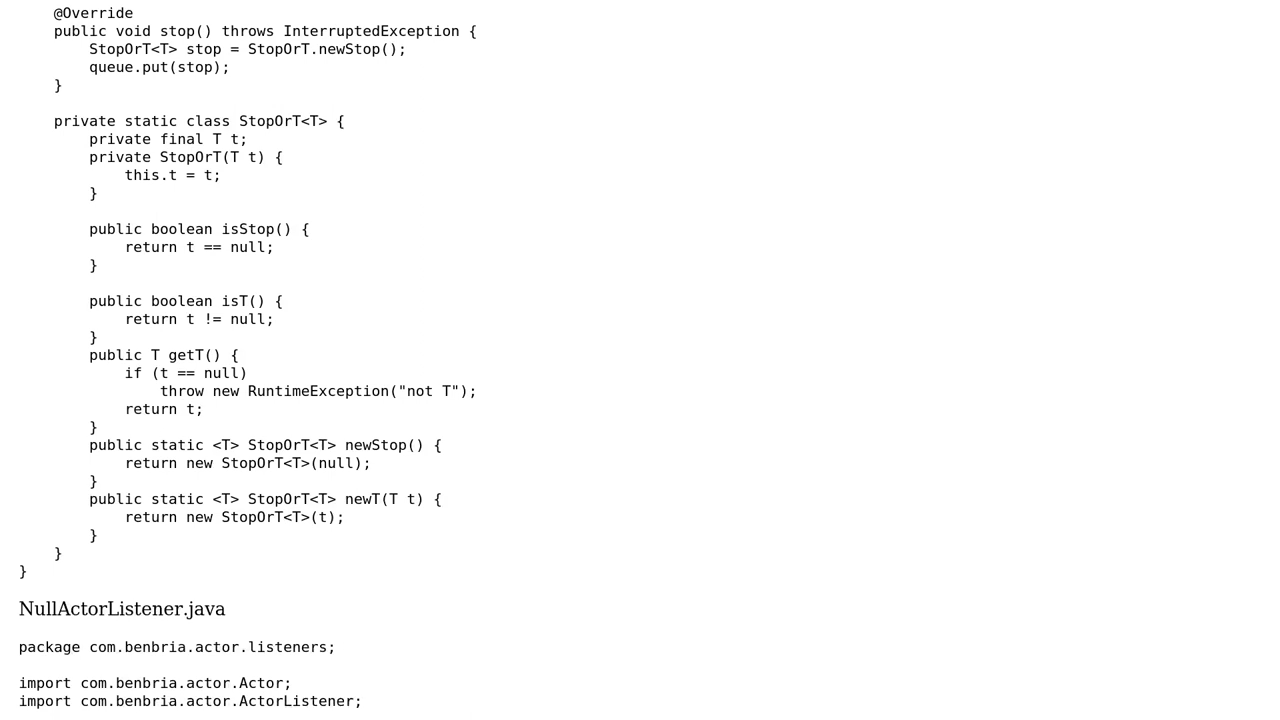 @Override
    public void stop() throws InterruptedException {
        StopOrT<T> stop = StopOrT.newStop();
        queue.put(stop);
    }

    private static class StopOrT<T> {
        private final T t;
        private StopOrT(T t) {
            this.t = t;
        }

        public boolean isStop() {
            return t == null;
        }

        public boolean isT() {
            return t != null;
        }
        public T getT() {
            if (t == null)
                throw new RuntimeException("not T");
            return t;
        }
        public static <T> StopOrT<T> newStop() {
            return new StopOrT<T>(null);
        }
        public static <T> StopOrT<T> newT(T t) {
            return new StopOrT<T>(t);
        }
    }
}

NullActorListener.java

package com.benbria.actor.listeners;

import com.benbria.actor.Actor;
import com.benbria.actor.ActorListener;